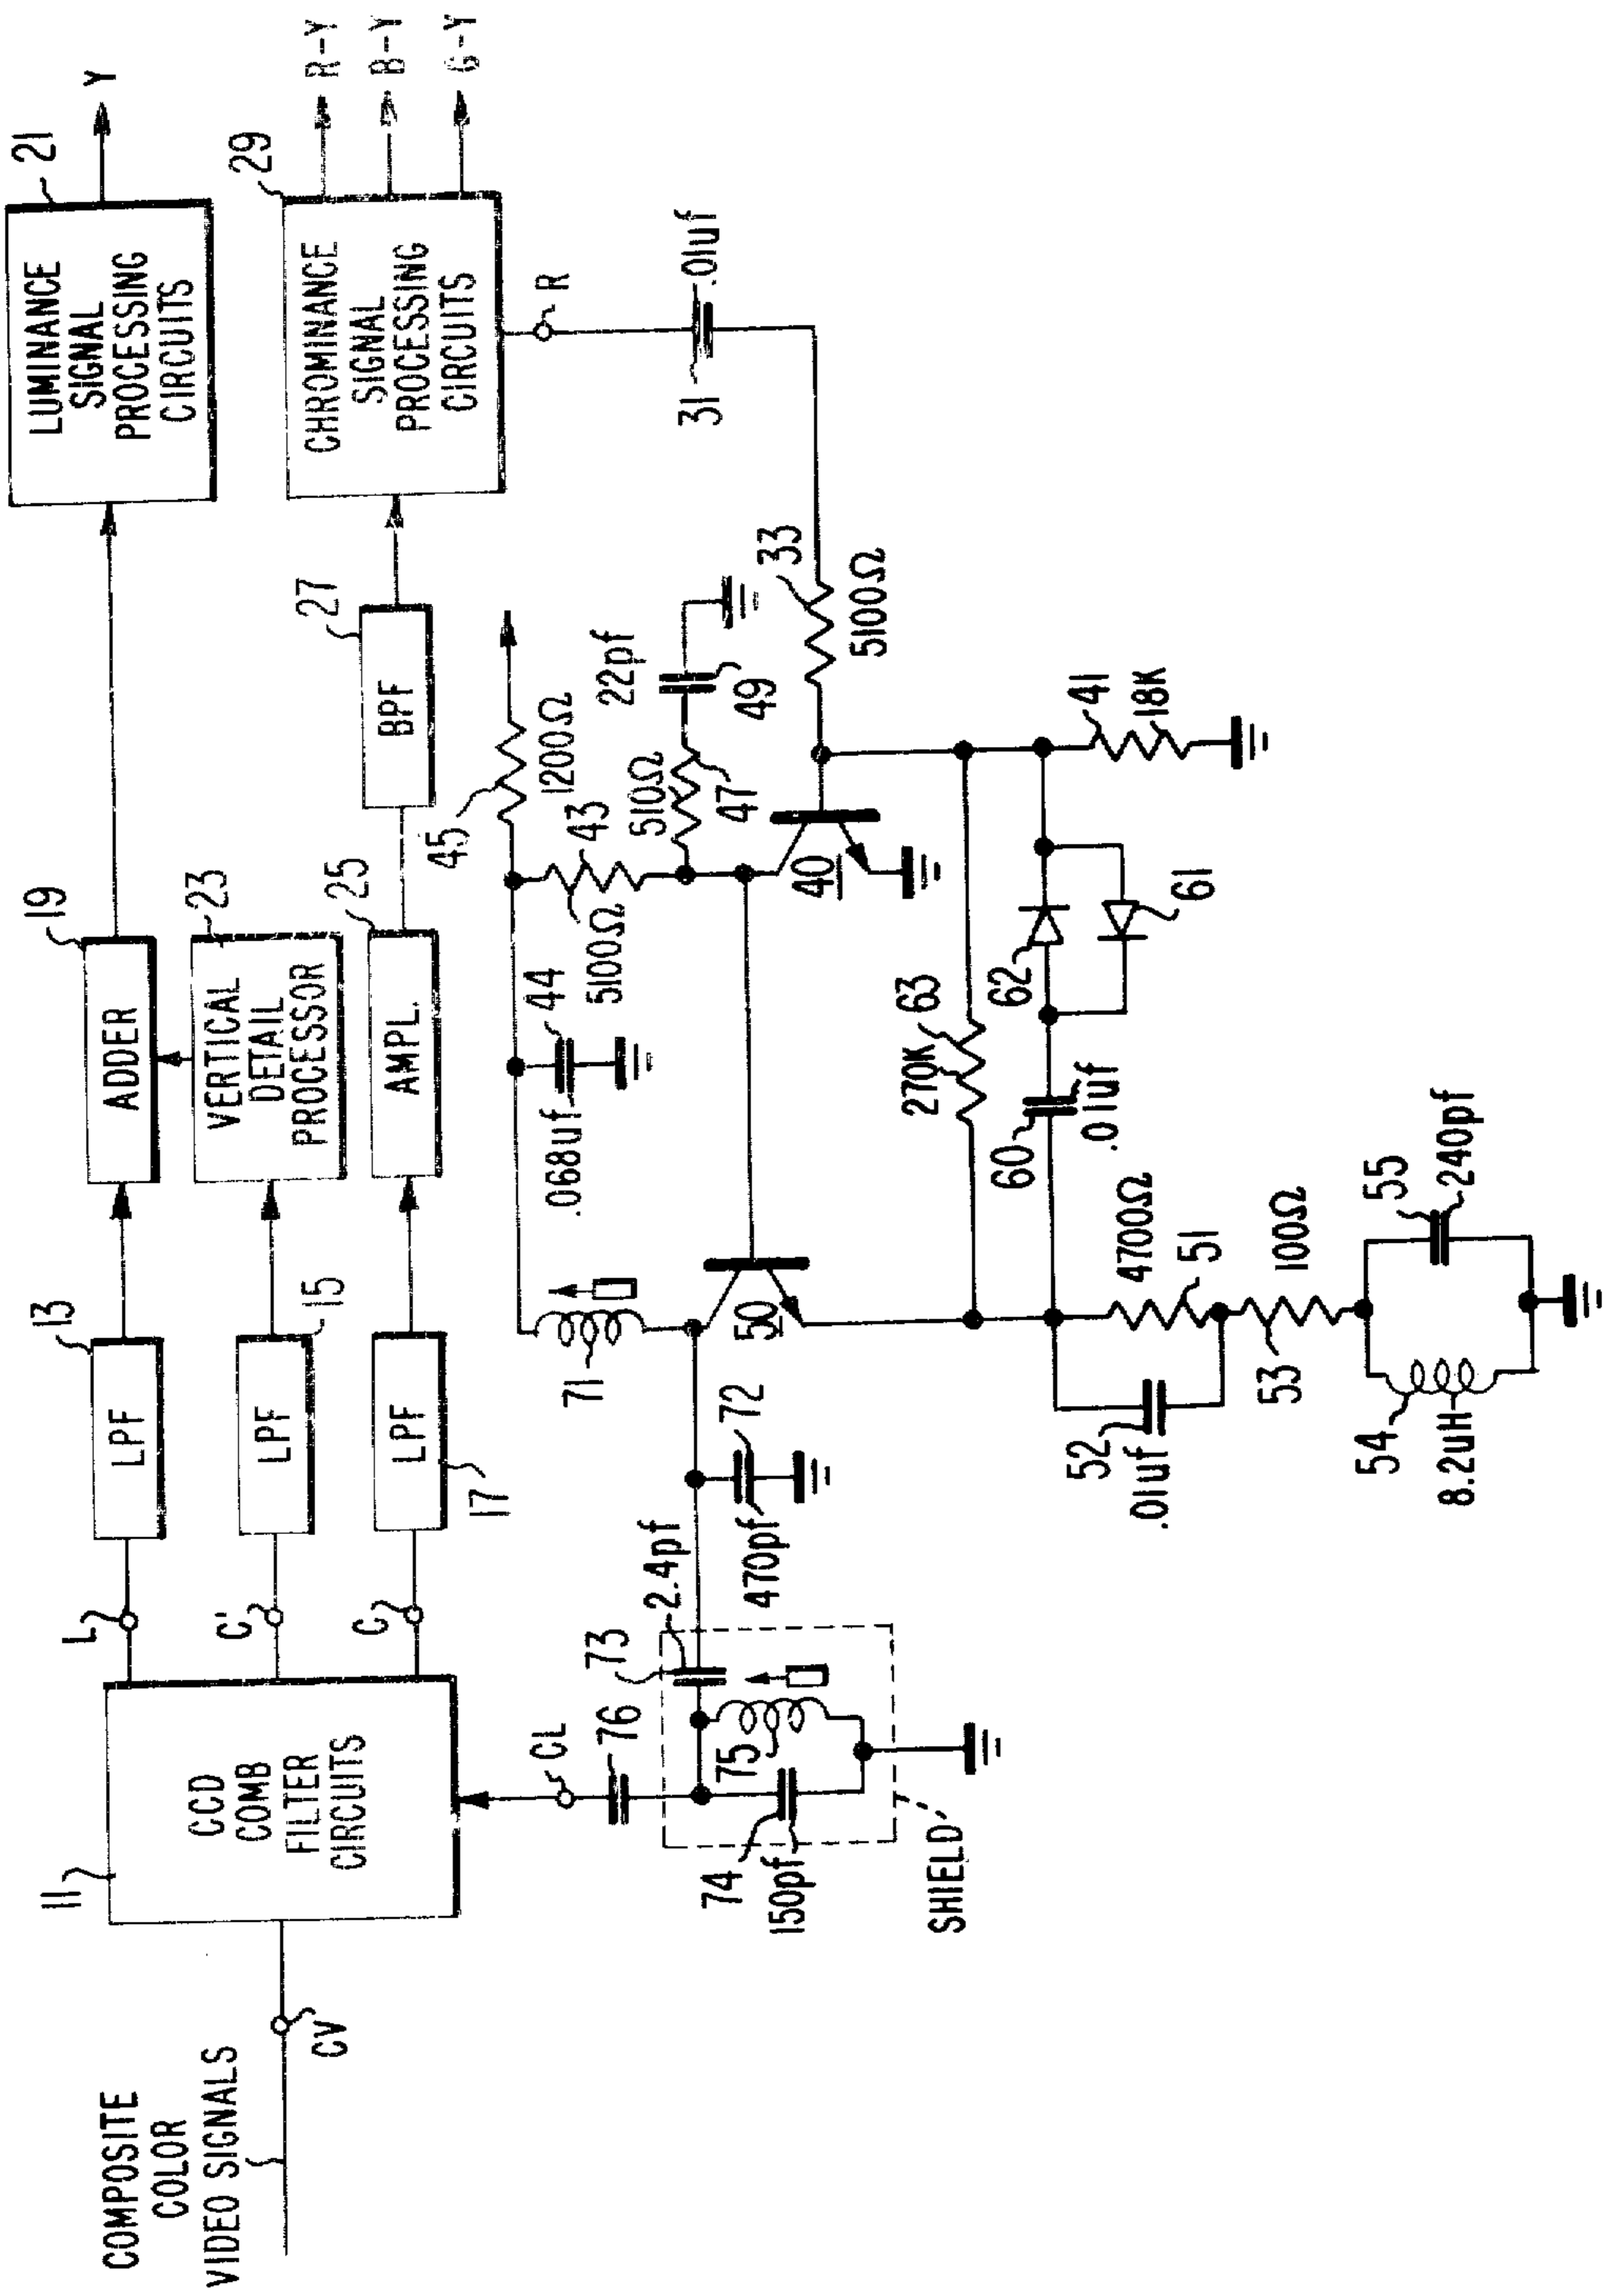 COMPOSITE
COLOR
VIDEO SIGNALS
CV
11
CCD
COMB
FILTER
CIRCUITS
L
C'
C
13
LPF
15
LPF
17
LPF
19
ADDER
23
VERTICAL
DETAIL
PROCESSOR
25
AMPL.
27
BPF
21
LUMINANCE
SIGNAL
PROCESSING
CIRCUITS
Y
29
CHROMINANCE
SIGNAL
PROCESSING
CIRCUITS
R-Y
B-Y
G-Y
R
31
.01uf
33
5100Ω
45
1200Ω
43
5100Ω
44
.068uf
510Ω
47
22pf
49
40
41
18K
71
50
63
270K
62
61
60
.01uf
CL
76
73
2.4pf
72
470pf
75
74
150pf
SHIELD
52
.01uf
4700Ω
51
53
100Ω
54
8.2uH
55
240pf